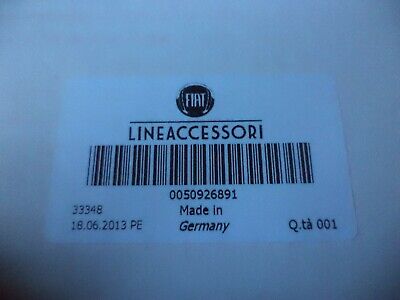 FIAT
LINEACCESSORI
0050926891
33348 Made in
18.06.2013 PE Germany Q.tà 001